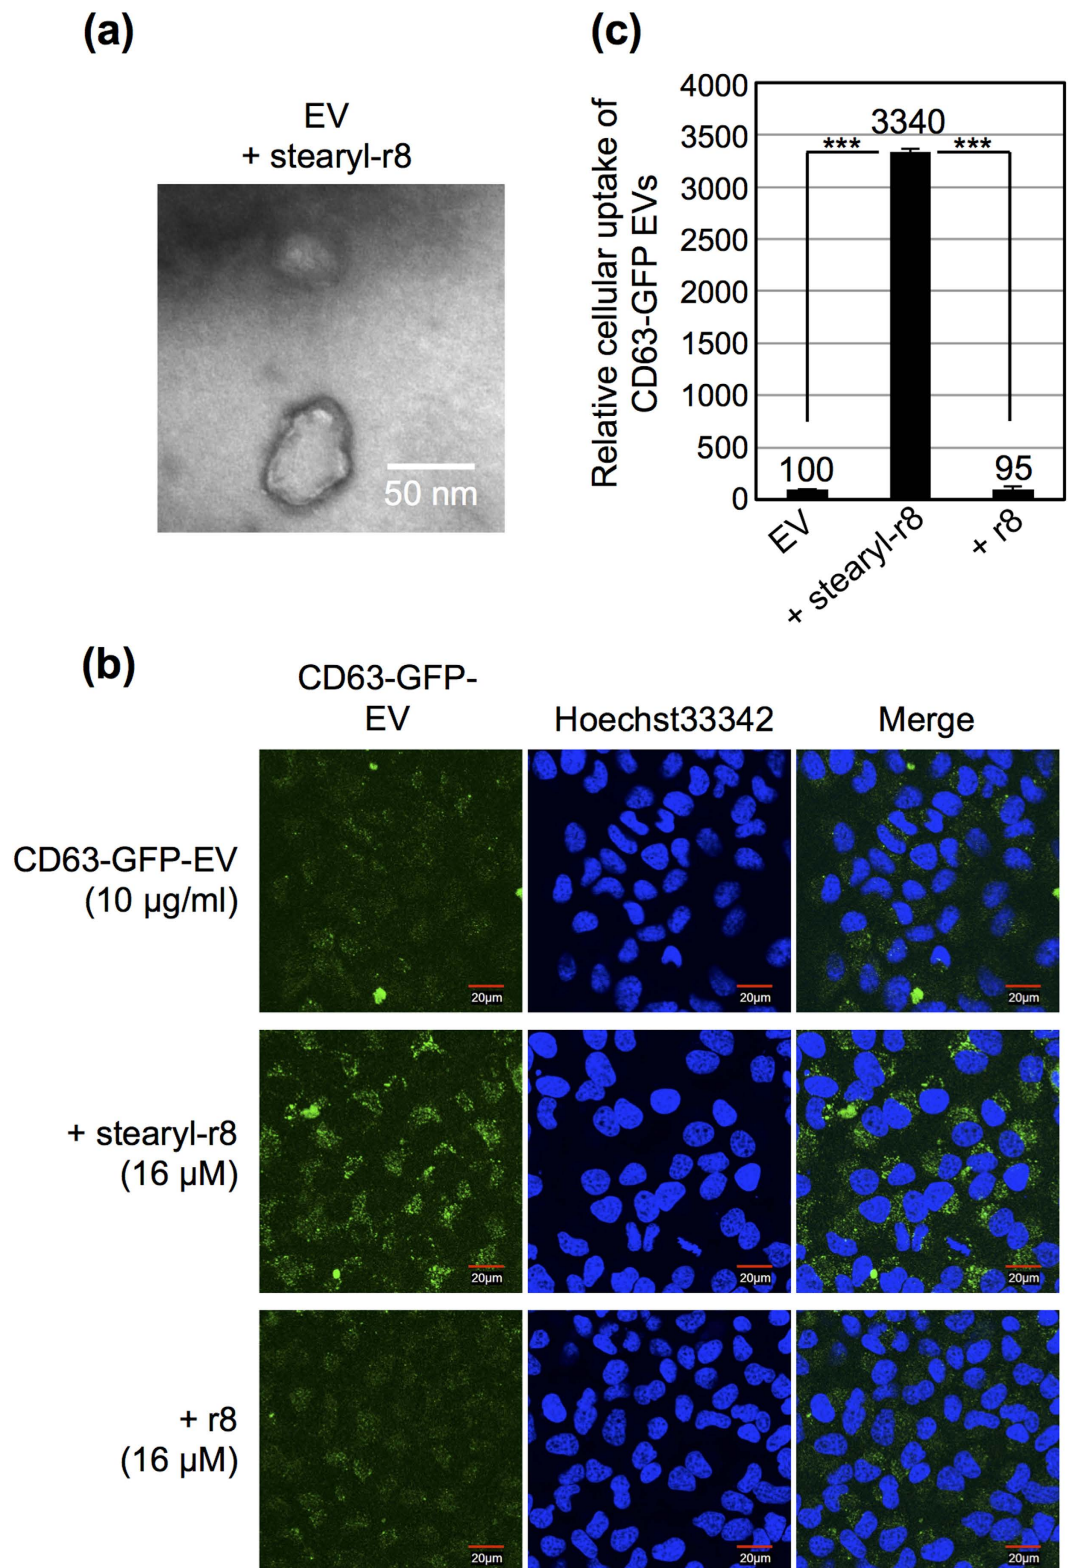 (a)
EV
+ stearyl-r8
50 nm
(c)
Relative cellular uptake of
CD63-GFP EVs
4000
3500
3000
2500
2000
1500
1000
500
0
3340
*** ***
100
95
EV
+ stearyl-r8
+ r8
(b)
CD63-GFP-
EV
Hoechst33342
Merge
CD63-GFP-EV
(10 µg/ml)
20µm
20µm
20µm
+ stearyl-r8
(16 µM)
20µm
20µm
20µm
+ r8
(16 µM)
20µm
20µm
20µm